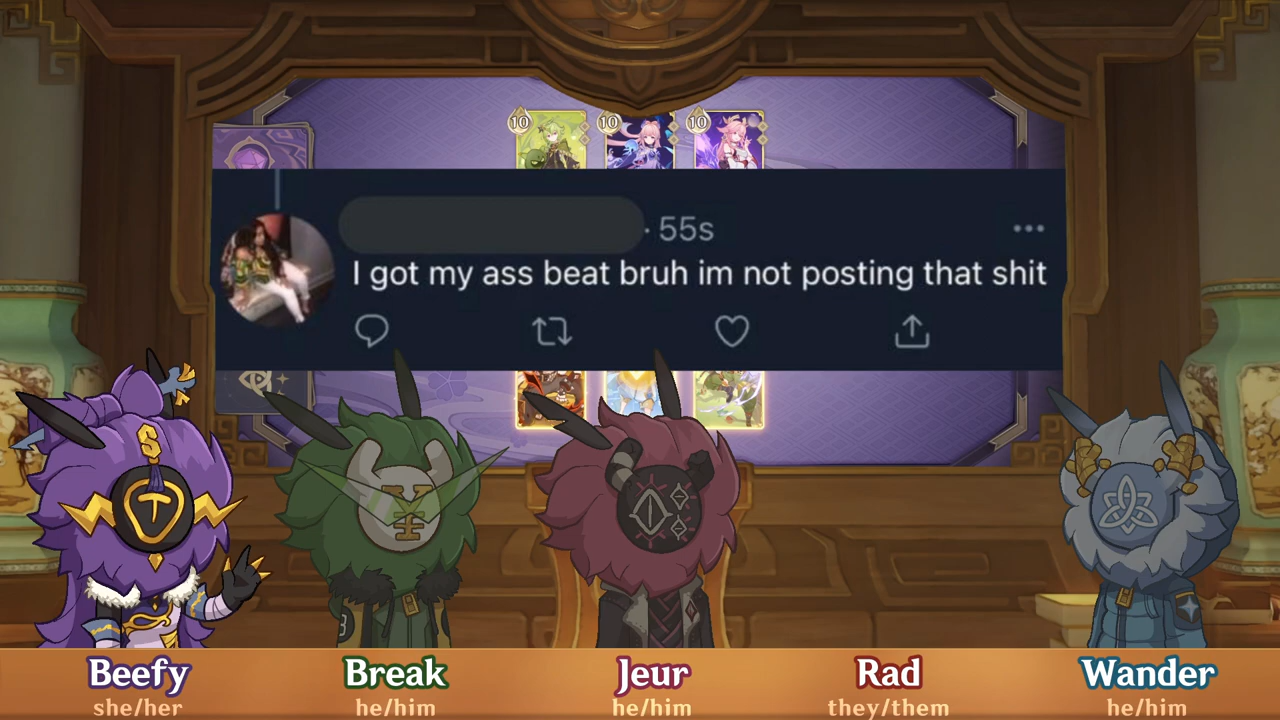 10 10 10
· 55s
I got my ass beat bruh im not posting that shit
S
T
Beefy Break Jeur Rad Wander
she/her he/him he/him they/them he/him